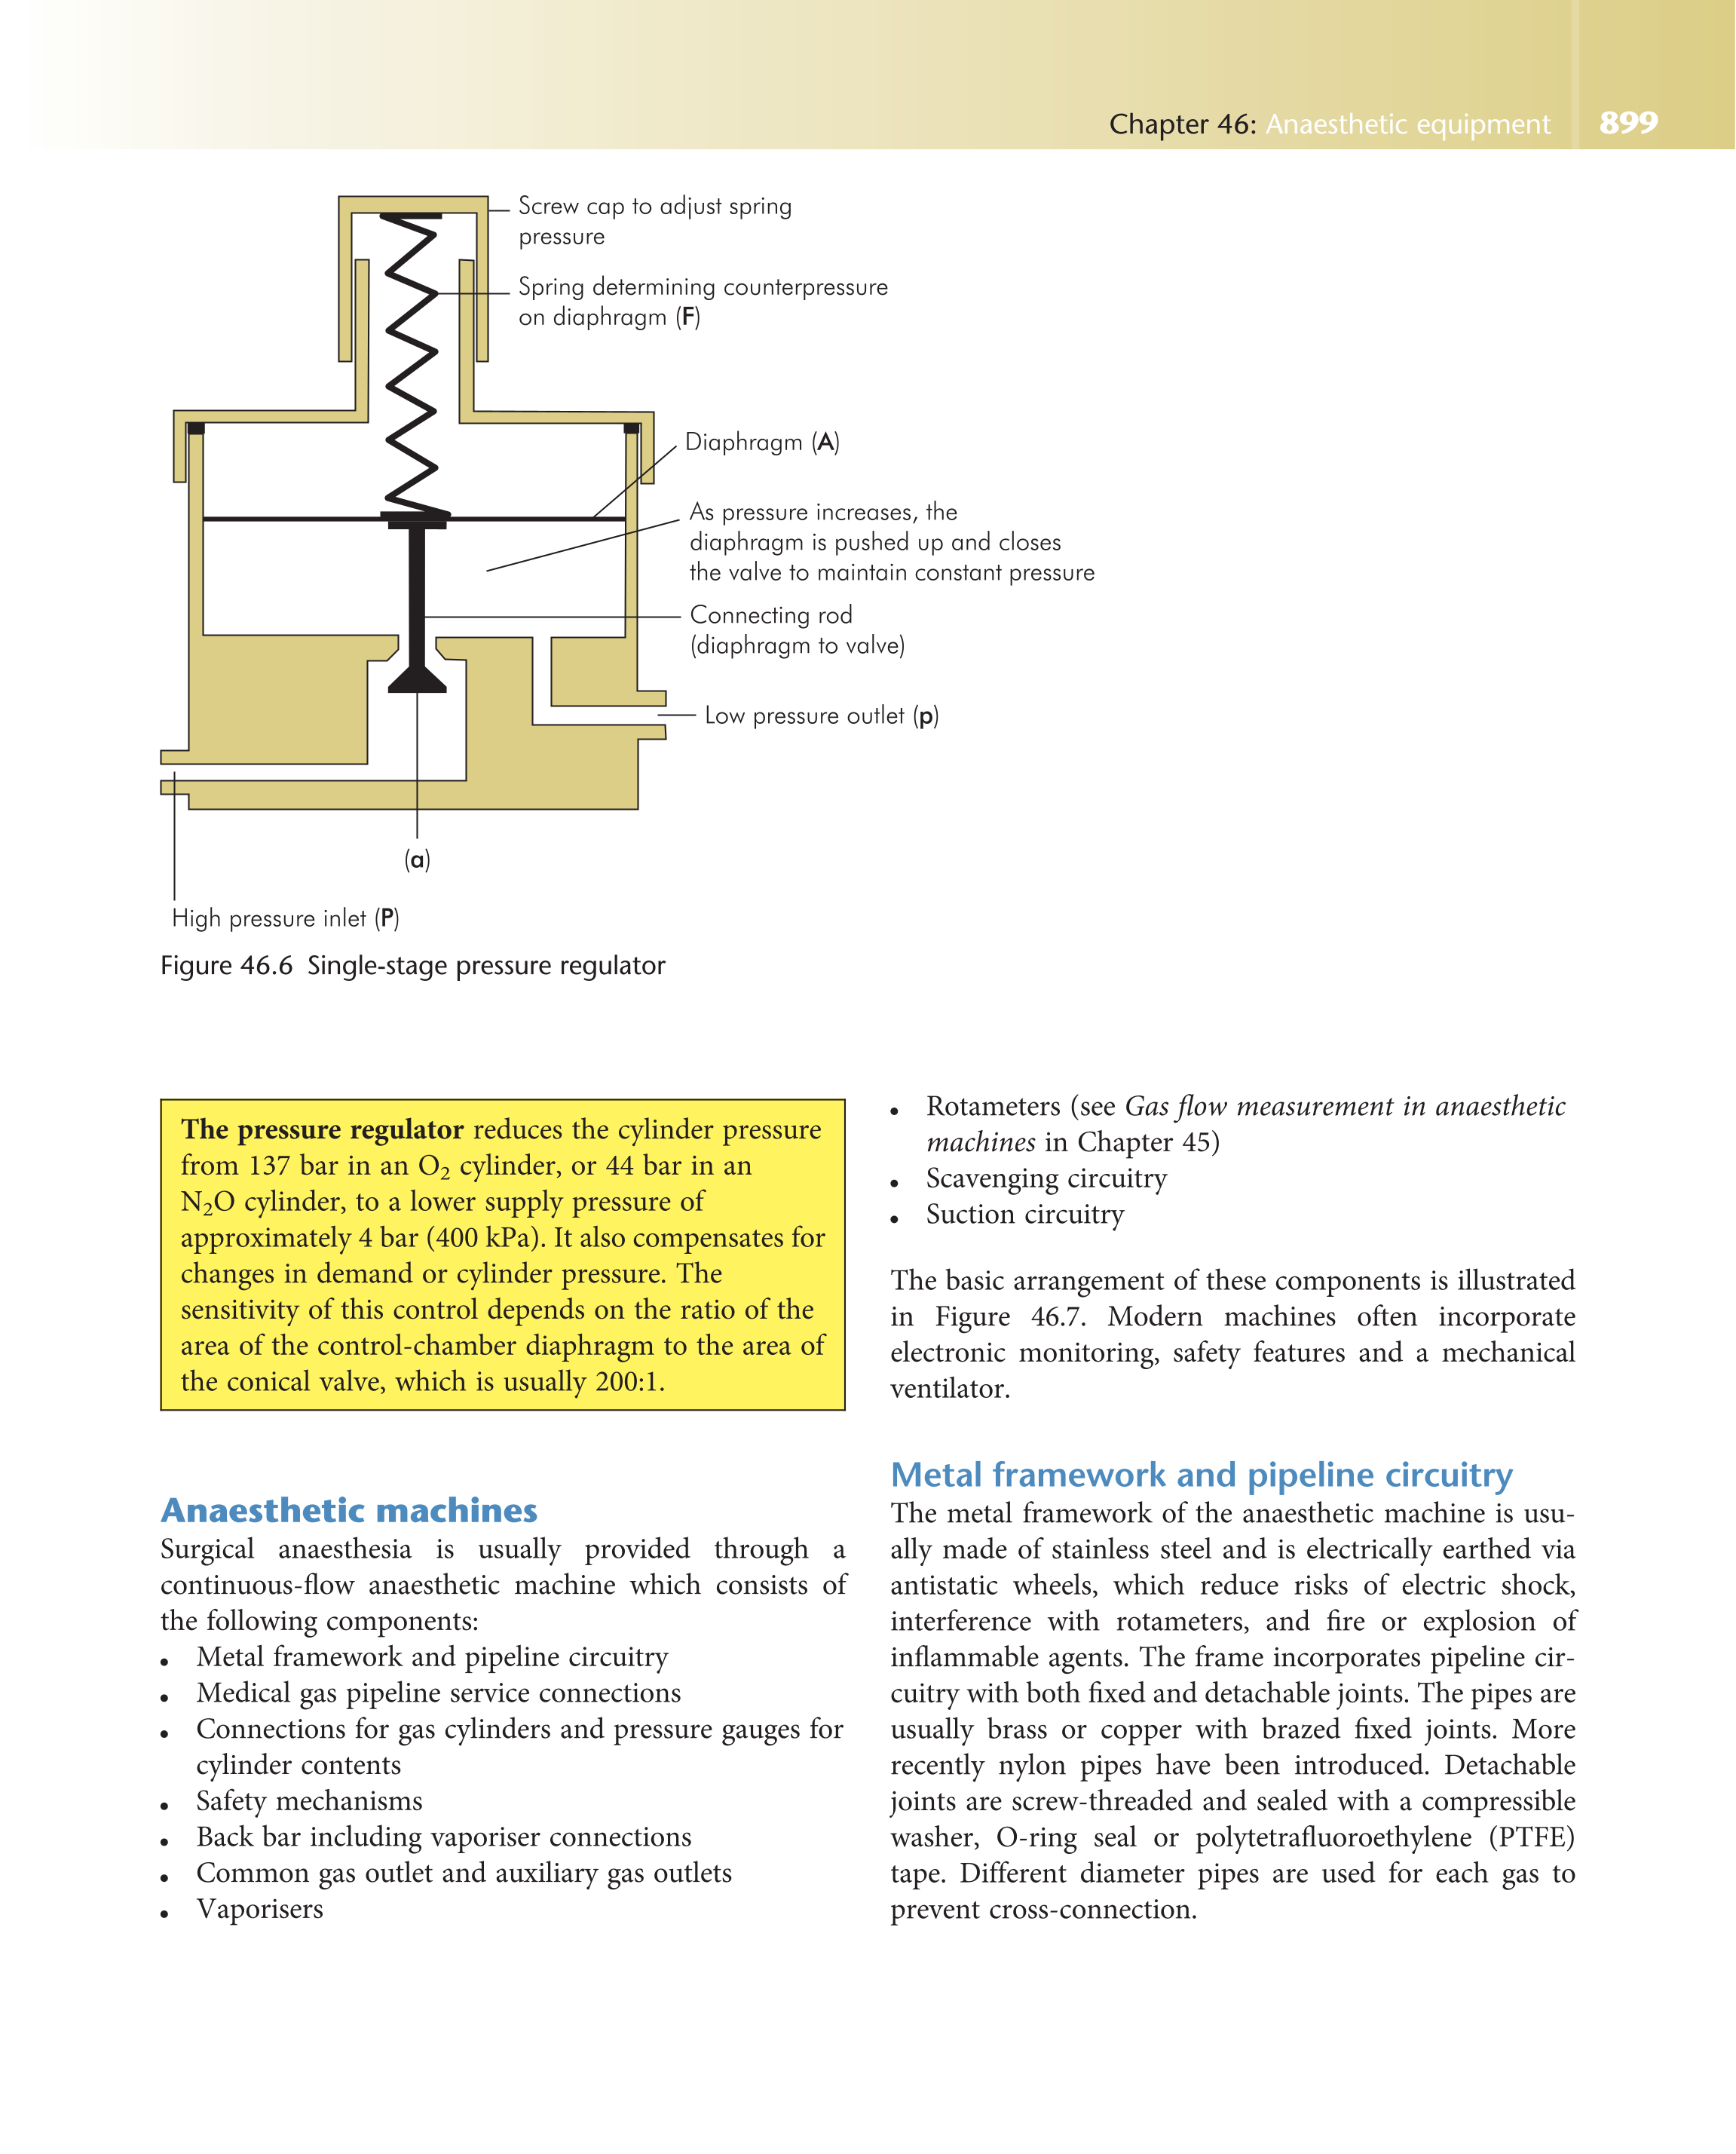 Chapter 46: Anaesthetic equipment 899
Screw cap to adjust spring
pressure
Spring determining counterpressure
on diaphragm (F)
Diaphragm (A)
As pressure increases, the
diaphragm is pushed up and closes
the valve to maintain constant pressure
Connecting rod
(diaphragm to valve)
Low pressure outlet (p)
(a)
High pressure inlet (P)
Figure 46.6 Single-stage pressure regulator
The pressure regulator reduces the cylinder pressure
from 137 bar in an O₂ cylinder, or 44 bar in an
N₂O cylinder, to a lower supply pressure of
approximately 4 bar (400 kPa). It also compensates for
changes in demand or cylinder pressure. The
sensitivity of this control depends on the ratio of the
area of the control-chamber diaphragm to the area of
the conical valve, which is usually 200:1.
Anaesthetic machines
Surgical anaesthesia is usually provided through a
continuous-flow anaesthetic machine which consists of
the following components:
• Metal framework and pipeline circuitry
• Medical gas pipeline service connections
• Connections for gas cylinders and pressure gauges for
cylinder contents
• Safety mechanisms
• Back bar including vaporiser connections
• Common gas outlet and auxiliary gas outlets
• Vaporisers
• Rotameters (see Gas flow measurement in anaesthetic
machines in Chapter 45)
• Scavenging circuitry
• Suction circuitry
The basic arrangement of these components is illustrated
in Figure 46.7. Modern machines often incorporate
electronic monitoring, safety features and a mechanical
ventilator.
Metal framework and pipeline circuitry
The metal framework of the anaesthetic machine is usu-
ally made of stainless steel and is electrically earthed via
antistatic wheels, which reduce risks of electric shock,
interference with rotameters, and fire or explosion of
inflammable agents. The frame incorporates pipeline cir-
cuitry with both fixed and detachable joints. The pipes are
usually brass or copper with brazed fixed joints. More
recently nylon pipes have been introduced. Detachable
joints are screw-threaded and sealed with a compressible
washer, O-ring seal or polytetrafluoroethylene (PTFE)
tape. Different diameter pipes are used for each gas to
prevent cross-connection.